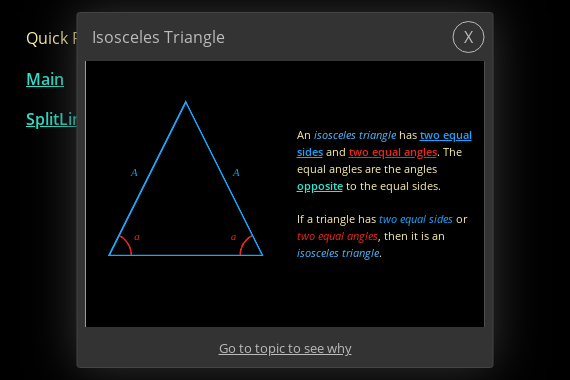 Isosceles Triangle
X
Quick
Main
SplitLin
A
A
a
a
An isosceles triangle has two equal
sides and two equal angles. The
equal angles are the angles
opposite to the equal sides.
If a triangle has two equal sides or
two equal angles, then it is an
isosceles triangle.
Go to topic to see why